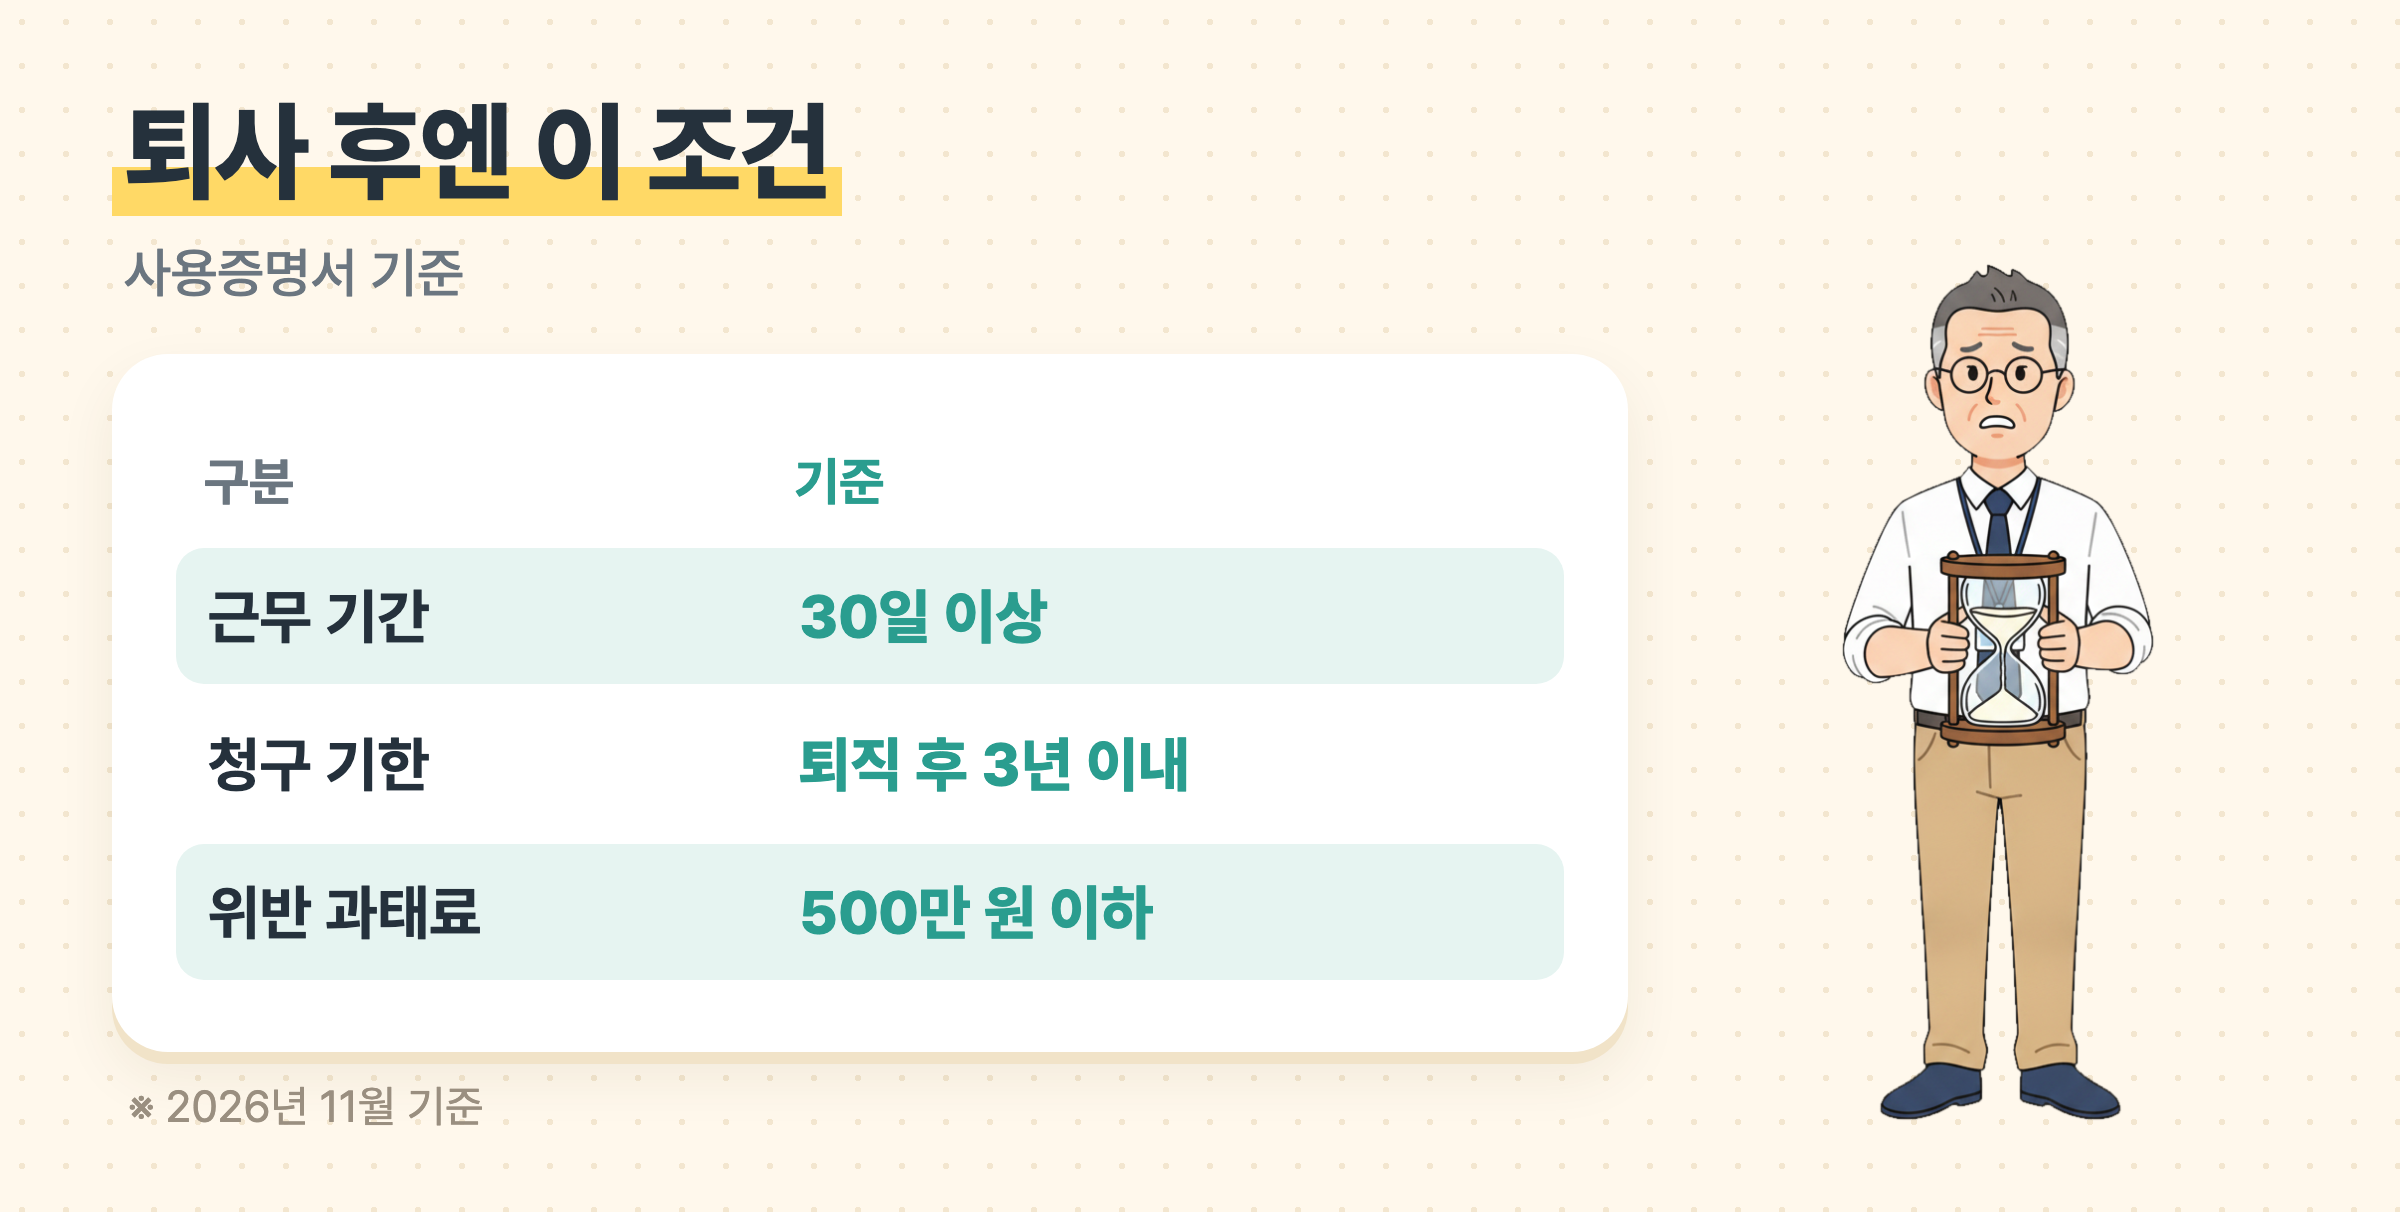 퇴사 후엔 이 조건
사용증명서 기준
구분 기준
근무 기간 30일 이상
청구 기한 퇴직 후 3년 이내
위반 과태료 500만 원 이하
※ 2026년 11월 기준